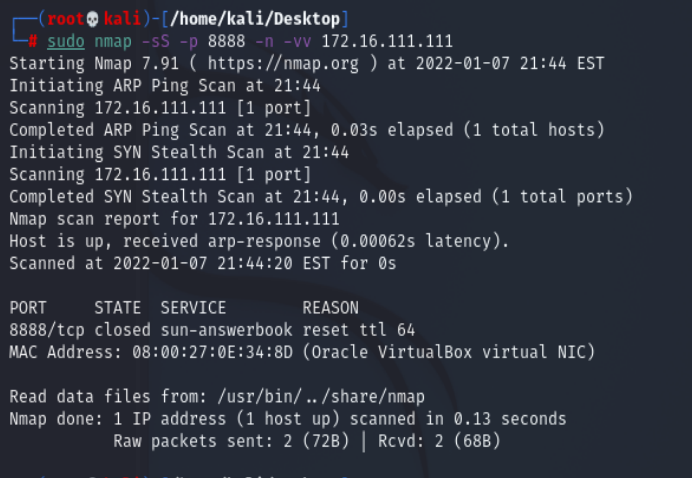 ┌──(root💀kali)-[/home/kali/Desktop]
└─# sudo nmap -sS -p 8888 -n -vv 172.16.111.111
Starting Nmap 7.91 ( https://nmap.org ) at 2022-01-07 21:44 EST
Initiating ARP Ping Scan at 21:44
Scanning 172.16.111.111 [1 port]
Completed ARP Ping Scan at 21:44, 0.03s elapsed (1 total hosts)
Initiating SYN Stealth Scan at 21:44
Scanning 172.16.111.111 [1 port]
Completed SYN Stealth Scan at 21:44, 0.00s elapsed (1 total ports)
Nmap scan report for 172.16.111.111
Host is up, received arp-response (0.00062s latency).
Scanned at 2022-01-07 21:44:20 EST for 0s
PORT     STATE  SERVICE        REASON
8888/tcp closed sun-answerbook reset ttl 64
MAC Address: 08:00:27:0E:34:8D (Oracle VirtualBox virtual NIC)
Read data files from: /usr/bin/../share/nmap
Nmap done: 1 IP address (1 host up) scanned in 0.13 seconds
           Raw packets sent: 2 (72B) | Rcvd: 2 (68B)